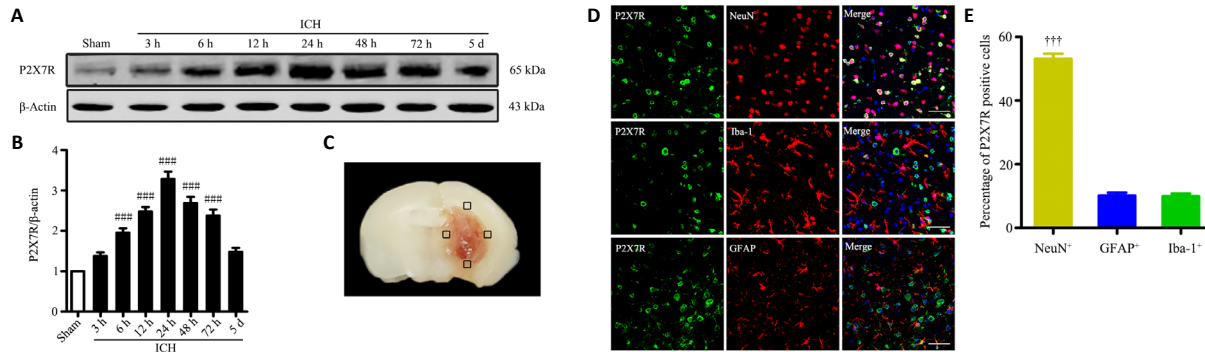 A
ICH
Sham 3 h 6 h 12 h 24 h 48 h 72 h 5 d
P2X7R 65 kDa
β-Actin 43 kDa
B
P2X7R/β-actin
4
3
2
1
0
###
###
###
###
###
Sham 3 h 6 h 12 h 24 h 48 h 72 h 5 d
ICH
C
D
P2X7R NeuN Merge
P2X7R Iba-1 Merge
P2X7R GFAP Merge
E
Percentage of P2X7R positive cells
60
40
20
0
†††
NeuN⁺ GFAP⁺ Iba-1⁺